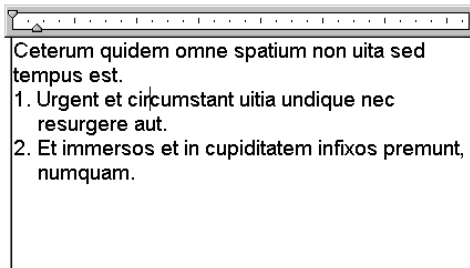 Ceterum quidem omne spatium non uita sed
tempus est.
1. Urgent et circumstant uitia undique nec
resurgere aut.
2. Et immersos et in cupiditatem infixos premunt,
numquam.